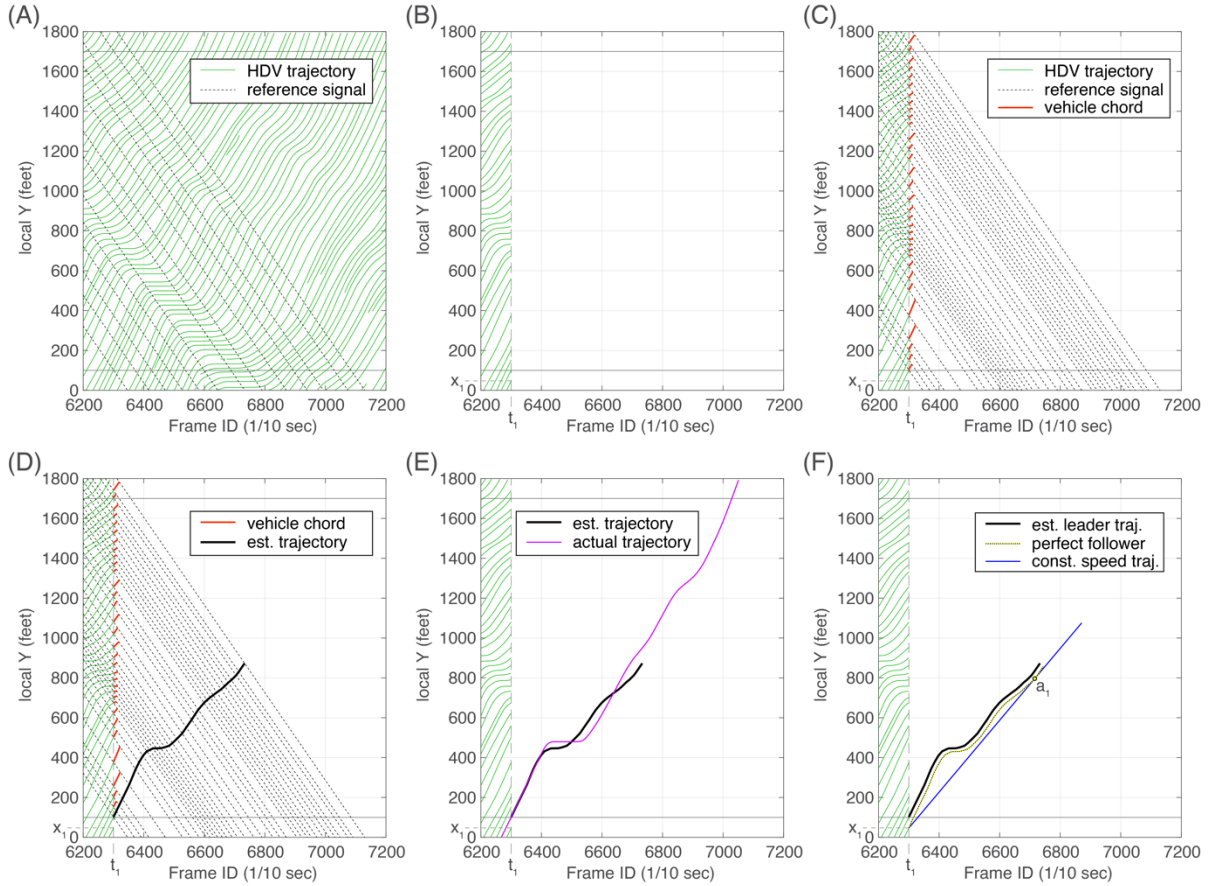 (A)
1800
1600
1400
1200
1000
800
600
400
200
0
local Y (feet)
HDV trajectory
reference signal
6200 6400 6600 6800 7000 7200
Frame ID (1/10 sec)
(B)
1800
1600
1400
1200
1000
800
600
400
200
x1 0
local Y (feet)
6200 6400 6600 6800 7000 7200
t1
Frame ID (1/10 sec)
(C)
1800
1600
1400
1200
1000
800
600
400
200
x1 0
local Y (feet)
HDV trajectory
reference signal
vehicle chord
6200 6400 6600 6800 7000 7200
t1
Frame ID (1/10 sec)
(D)
1800
1600
1400
1200
1000
800
600
400
200
x1 0
local Y (feet)
vehicle chord
est. trajectory
6200 6400 6600 6800 7000 7200
t1
Frame ID (1/10 sec)
(E)
1800
1600
1400
1200
1000
800
600
400
200
x1 0
local Y (feet)
est. trajectory
actual trajectory
6200 6400 6600 6800 7000 7200
t1
Frame ID (1/10 sec)
(F)
1800
1600
1400
1200
1000
800
600
400
200
x1 0
local Y (feet)
est. leader traj.
perfect follower
const. speed traj.
a1
6200 6400 6600 6800 7000 7200
t1
Frame ID (1/10 sec)